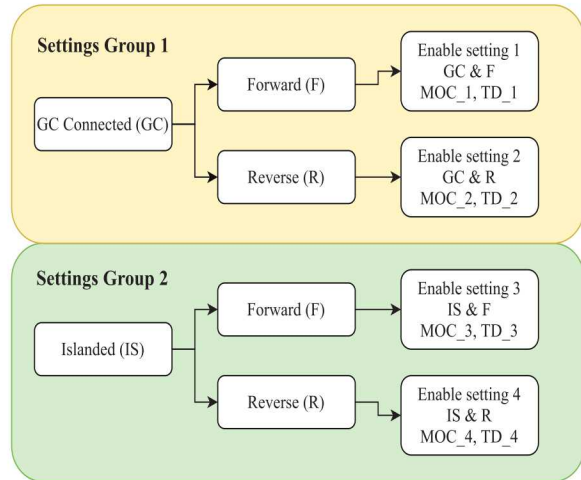 Settings Group 1
GC Connected (GC)
Forward (F)
Enable setting 1
GC & F
MOC_1, TD_1
Reverse (R)
Enable setting 2
GC & R
MOC_2, TD_2
Settings Group 2
Islanded (IS)
Forward (F)
Enable setting 3
IS & F
MOC_3, TD_3
Reverse (R)
Enable setting 4
IS & R
MOC_4, TD_4